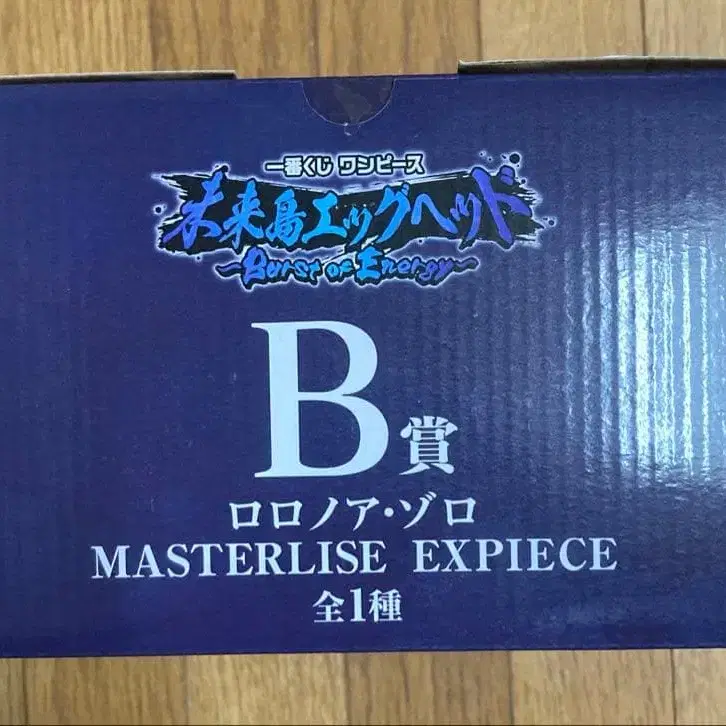 一番くじ ワンピース
未来島エッグヘッド
~Burst of Energy~
B賞
ロロノア・ゾロ
MASTERLISE EXPIECE
全1種